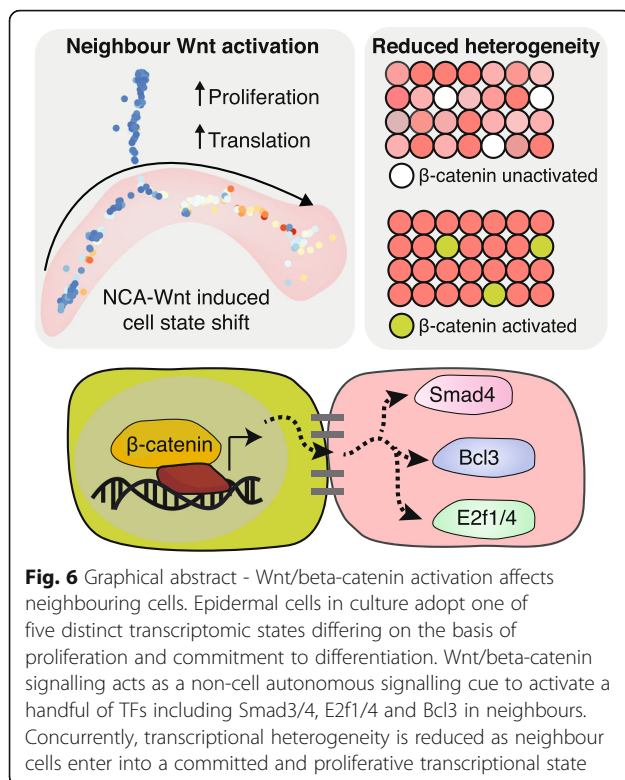 Neighbour Wnt activation
↑Proliferation
↑Translation
NCA-Wnt induced
cell state shift
Reduced heterogeneity
β-catenin unactivated
β-catenin activated
β-catenin
Smad4
Bcl3
E2f1/4
Fig. 6 Graphical abstract - Wnt/beta-catenin activation affects
neighbouring cells. Epidermal cells in culture adopt one of
five distinct transcriptomic states differing on the basis of
proliferation and commitment to differentiation. Wnt/beta-catenin
signalling acts as a non-cell autonomous signalling cue to activate a
handful of TFs including Smad3/4, E2f1/4 and Bcl3 in neighbours.
Concurrently, transcriptional heterogeneity is reduced as neighbour
cells enter into a committed and proliferative transcriptional state